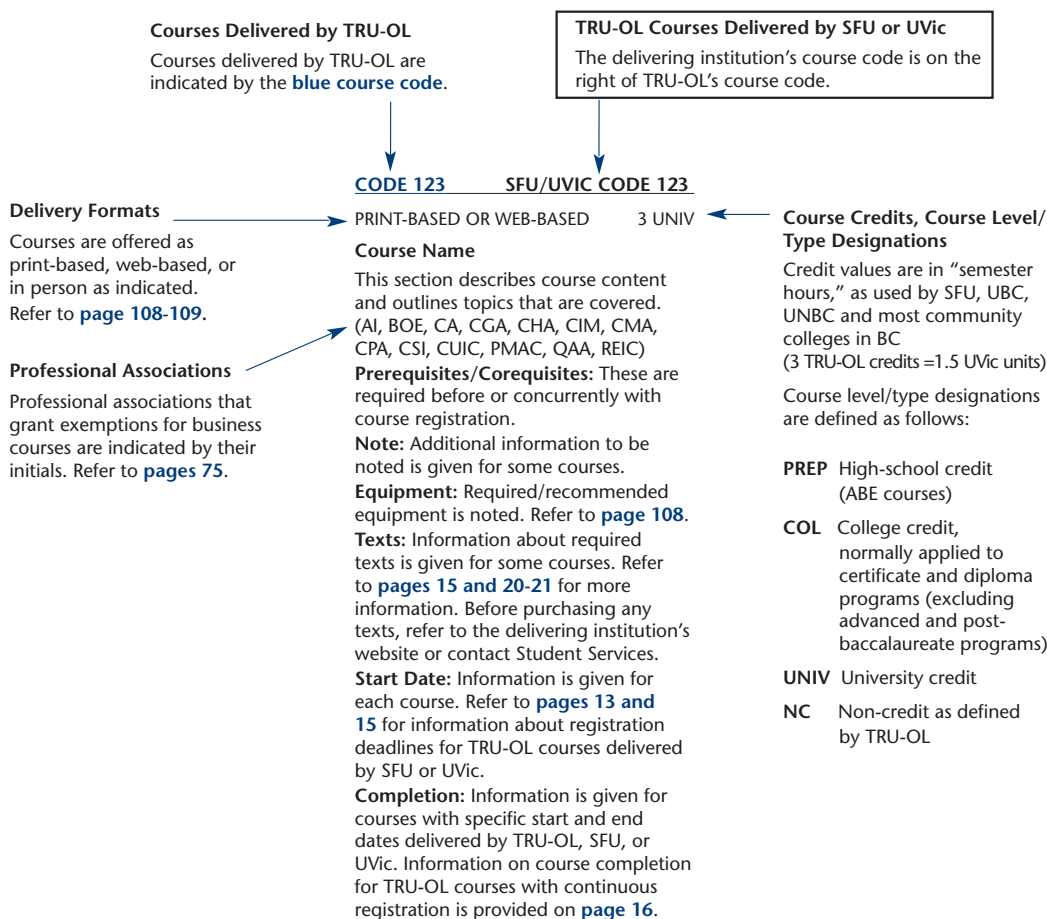 Courses Delivered by TRU-OL
Courses delivered by TRU-OL are
indicated by the blue course code.
TRU-OL Courses Delivered by SFU or UVic
The delivering institution's course code is on the
right of TRU-OL's course code.
CODE 123 SFU/UVIC CODE 123
PRINT-BASED OR WEB-BASED 3 UNIV
Delivery Formats
Courses are offered as
print-based, web-based, or
in person as indicated.
Refer to page 108-109.
Professional Associations
Professional associations that
grant exemptions for business
courses are indicated by their
initials. Refer to pages 75.
Course Name
This section describes course content
and outlines topics that are covered.
(AI, BOE, CA, CGA, CHA, CIM, CMA,
CPA, CSI, CUIC, PMAC, QAA, REIC)
Prerequisites/Corequisites: These are
required before or concurrently with
course registration.
Note: Additional information to be
noted is given for some courses.
Equipment: Required/recommended
equipment is noted. Refer to page 108.
Texts: Information about required
texts is given for some courses. Refer
to pages 15 and 20-21 for more
information. Before purchasing any
texts, refer to the delivering institution's
website or contact Student Services.
Start Date: Information is given for
each course. Refer to pages 13 and
15 for information about registration
deadlines for TRU-OL courses delivered
by SFU or UVic.
Completion: Information is given for
courses with specific start and end
dates delivered by TRU-OL, SFU, or
UVic. Information on course completion
for TRU-OL courses with continuous
registration is provided on page 16.
Course Credits, Course Level/
Type Designations
Credit values are in "semester
hours," as used by SFU, UBC,
UNBC and most community
colleges in BC
(3 TRU-OL credits =1.5 UVic units)
Course level/type designations
are defined as follows:
PREP High-school credit
(ABE courses)
COL College credit,
normally applied to
certificate and diploma
programs (excluding
advanced and post-
baccalaureate programs)
UNIV University credit
NC Non-credit as defined
by TRU-OL